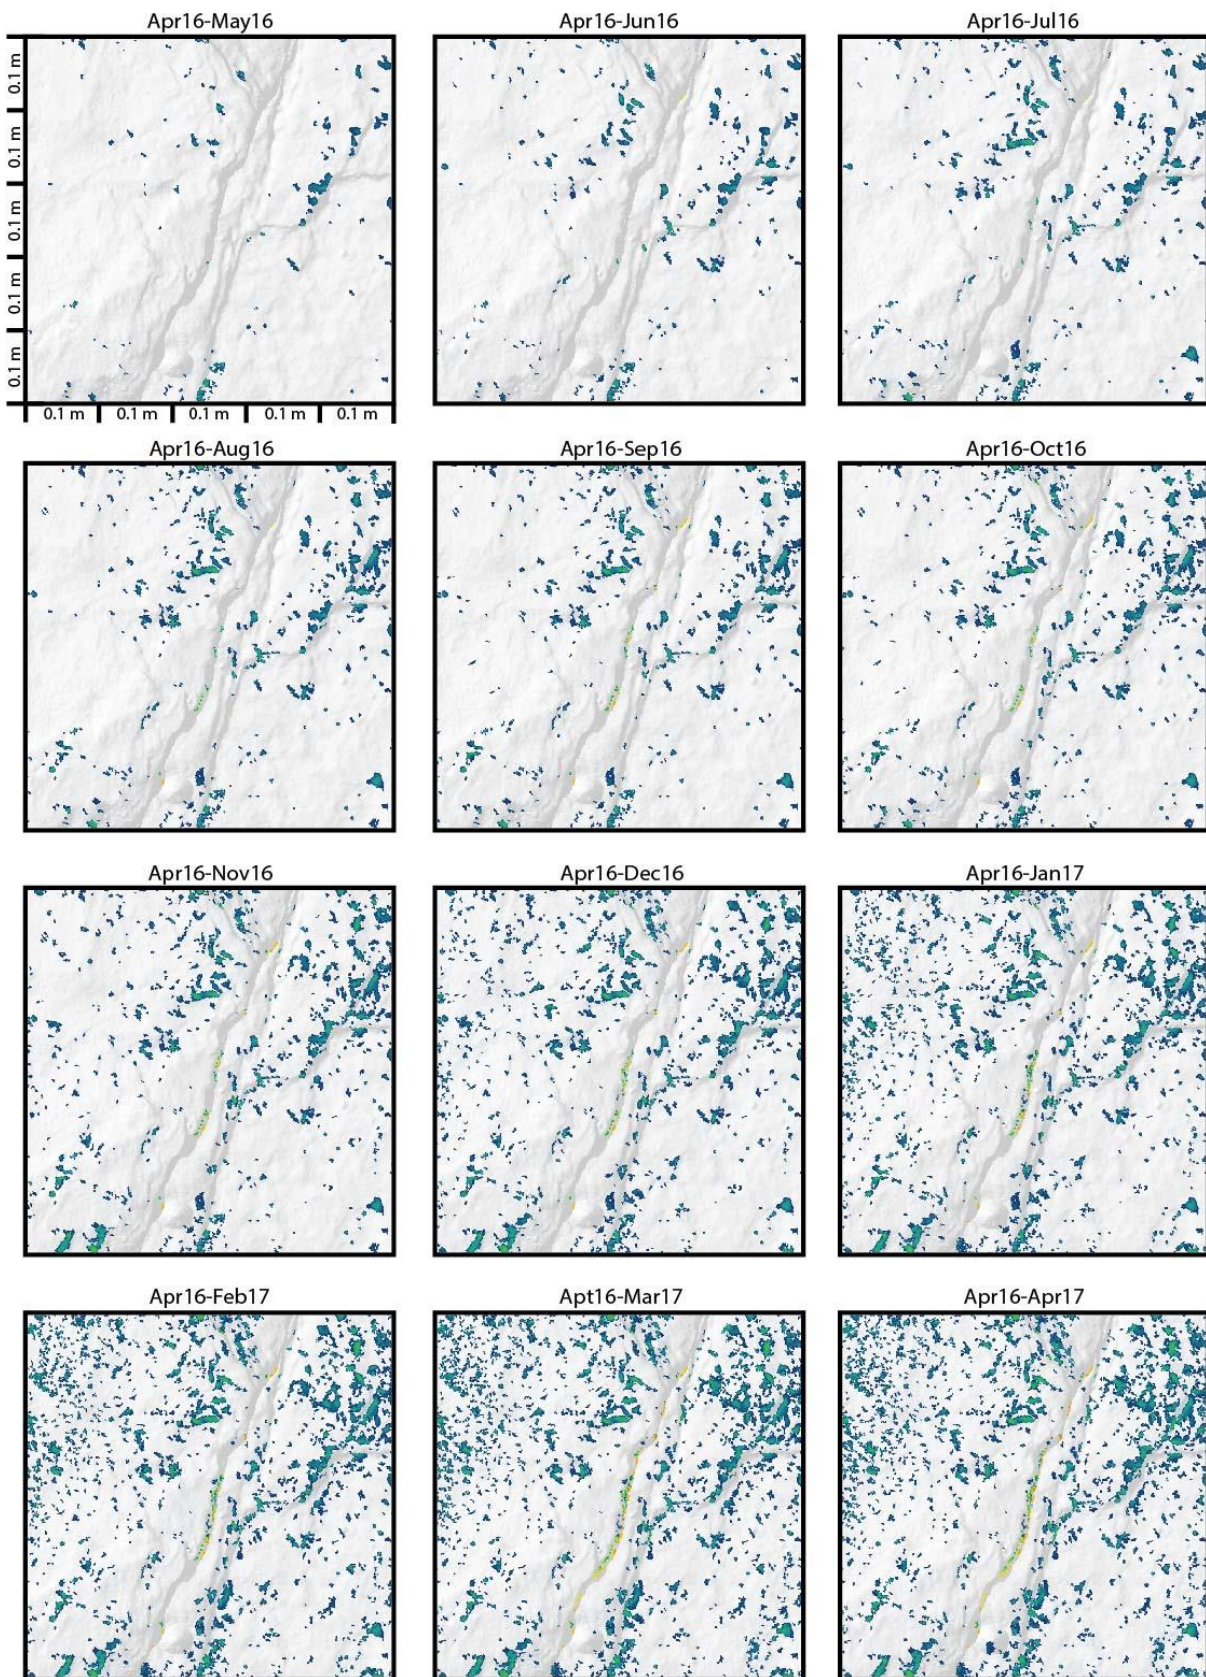 Apr16-May16 Apr16-Jun16 Apr16-Jul16
0.1 m
0.1 m
0.1 m
0.1 m
0.1 m
0.1 m 0.1 m 0.1 m 0.1 m 0.1 m
Apr16-Aug16 Apr16-Sep16 Apr16-Oct16
Apr16-Nov16 Apr16-Dec16 Apr16-Jan17
Apr16-Feb17 Apt16-Mar17 Apr16-Apr17